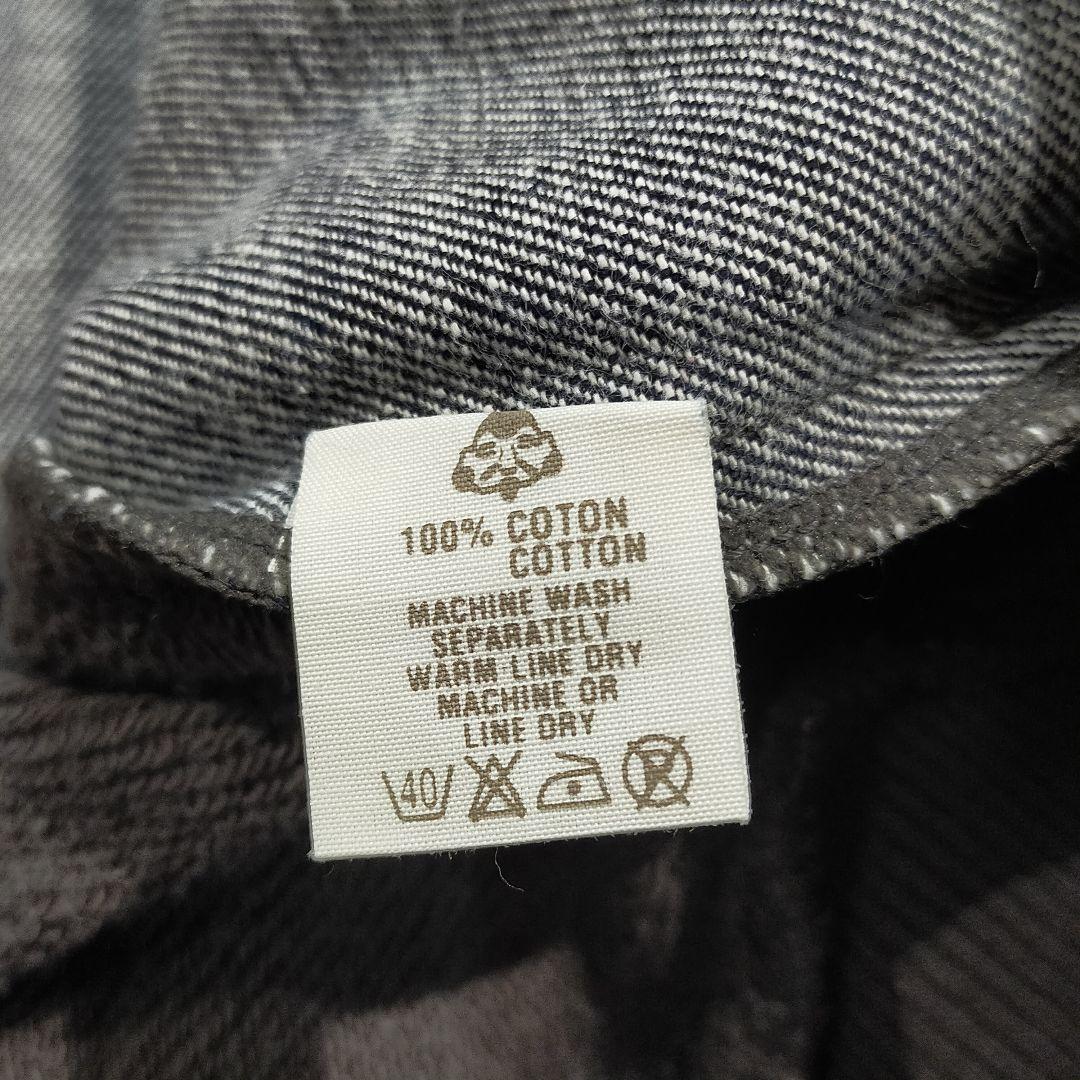 100% COTON
COTTON
MACHINE WASH
SEPARATELY
WARM-LINE DRY
MACHINE OR
LINE DRY
40
P